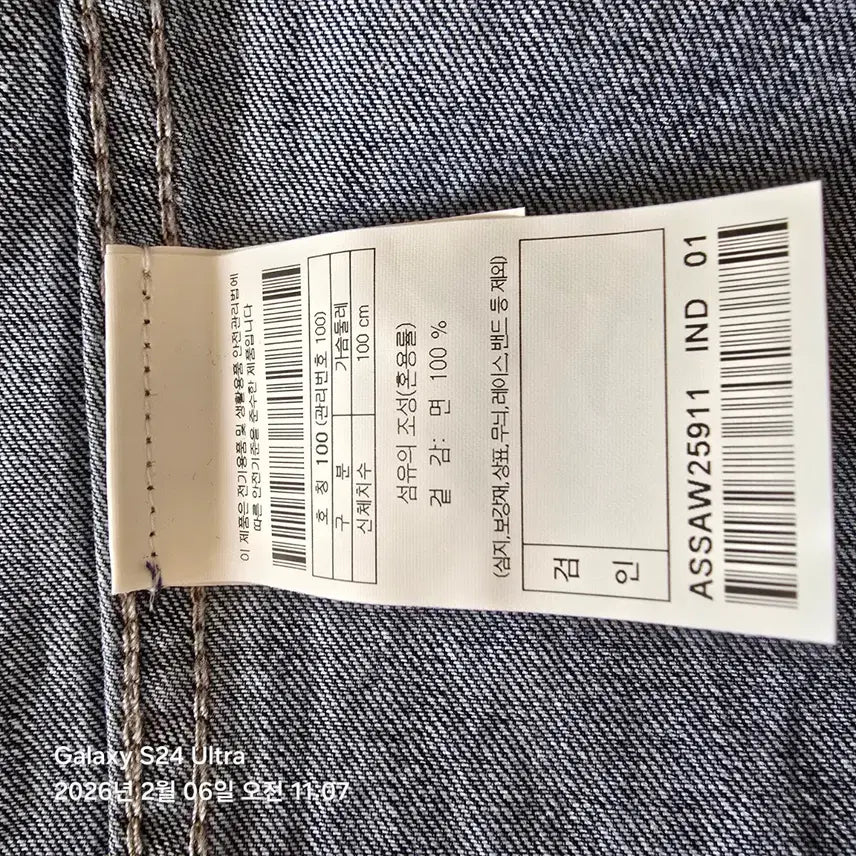 이 제품은 전기용품 및 생활용품 안전관리법에
따른 안전기준을 준수한 제품입니다
호 칭 100 (관리번호 100)
구 분 가슴둘레
신체치수 100 cm
섬유의 조성(혼용률)
겉 감: 면 100 %
(심지,보강재,상표,무늬,레이스,밴드 등 제외)
검
인
ASSAW25911 IND 01
Galaxy S24 Ultra
2026년 2월 06일 오전 11:07